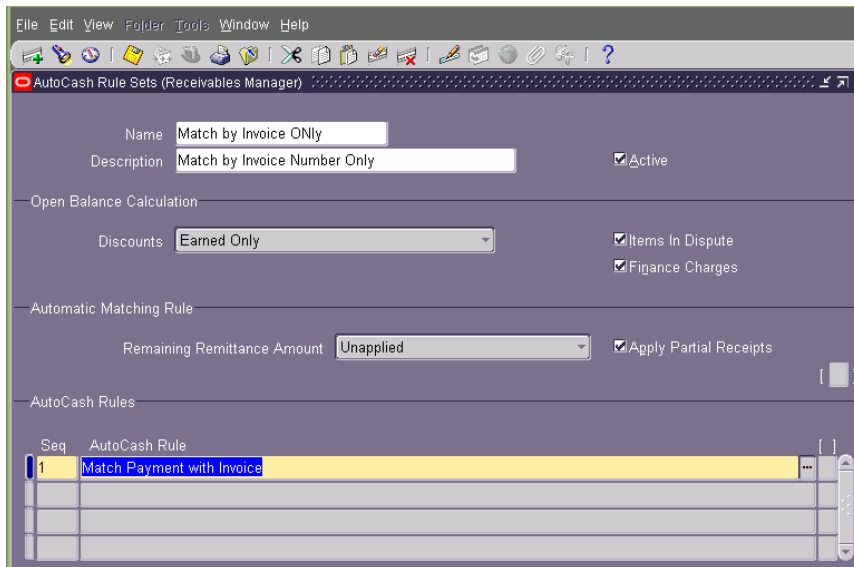 File Edit View Folder Tools Window Help
?
AutoCash Rule Sets (Receivables Manager)
Name Match by Invoice ONly
Description Match by Invoice Number Only
Active
Open Balance Calculation
Discounts Earned Only
Items In Dispute
Finance Charges
Automatic Matching Rule
Remaining Remittance Amount Unapplied
Apply Partial Receipts
[ ]
AutoCash Rules
Seq AutoCash Rule [ ]
1 Match Payment with Invoice ...